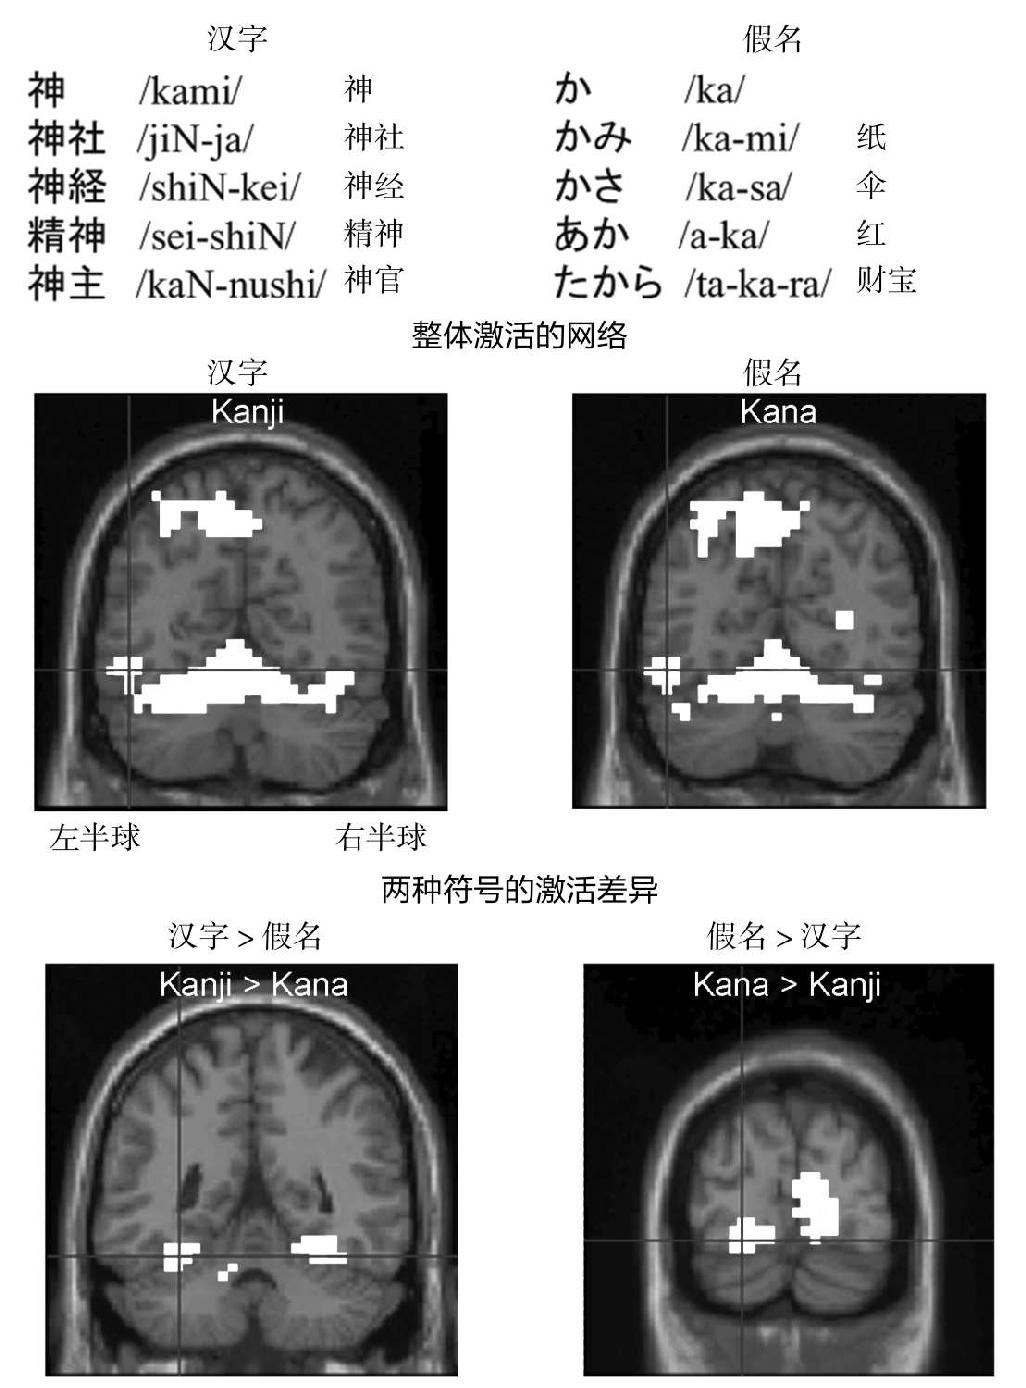 汉字 假名
神 /kami/ 神 か /ka/
神社 /jiN-ja/ 神社 かみ /ka-mi/ 纸
神経 /shiN-kei/ 神经 かさ /ka-sa/ 伞
精神 /sei-shiN/ 精神 あか /a-ka/ 红
神主 /kaN-nushi/ 神官 たから /ta-ka-ra/ 财宝
整体激活的网络
汉字 假名
Kanji Kana
左半球 右半球
两种符号的激活差异
汉字 > 假名 假名 > 汉字
Kanji > Kana Kana > Kanji